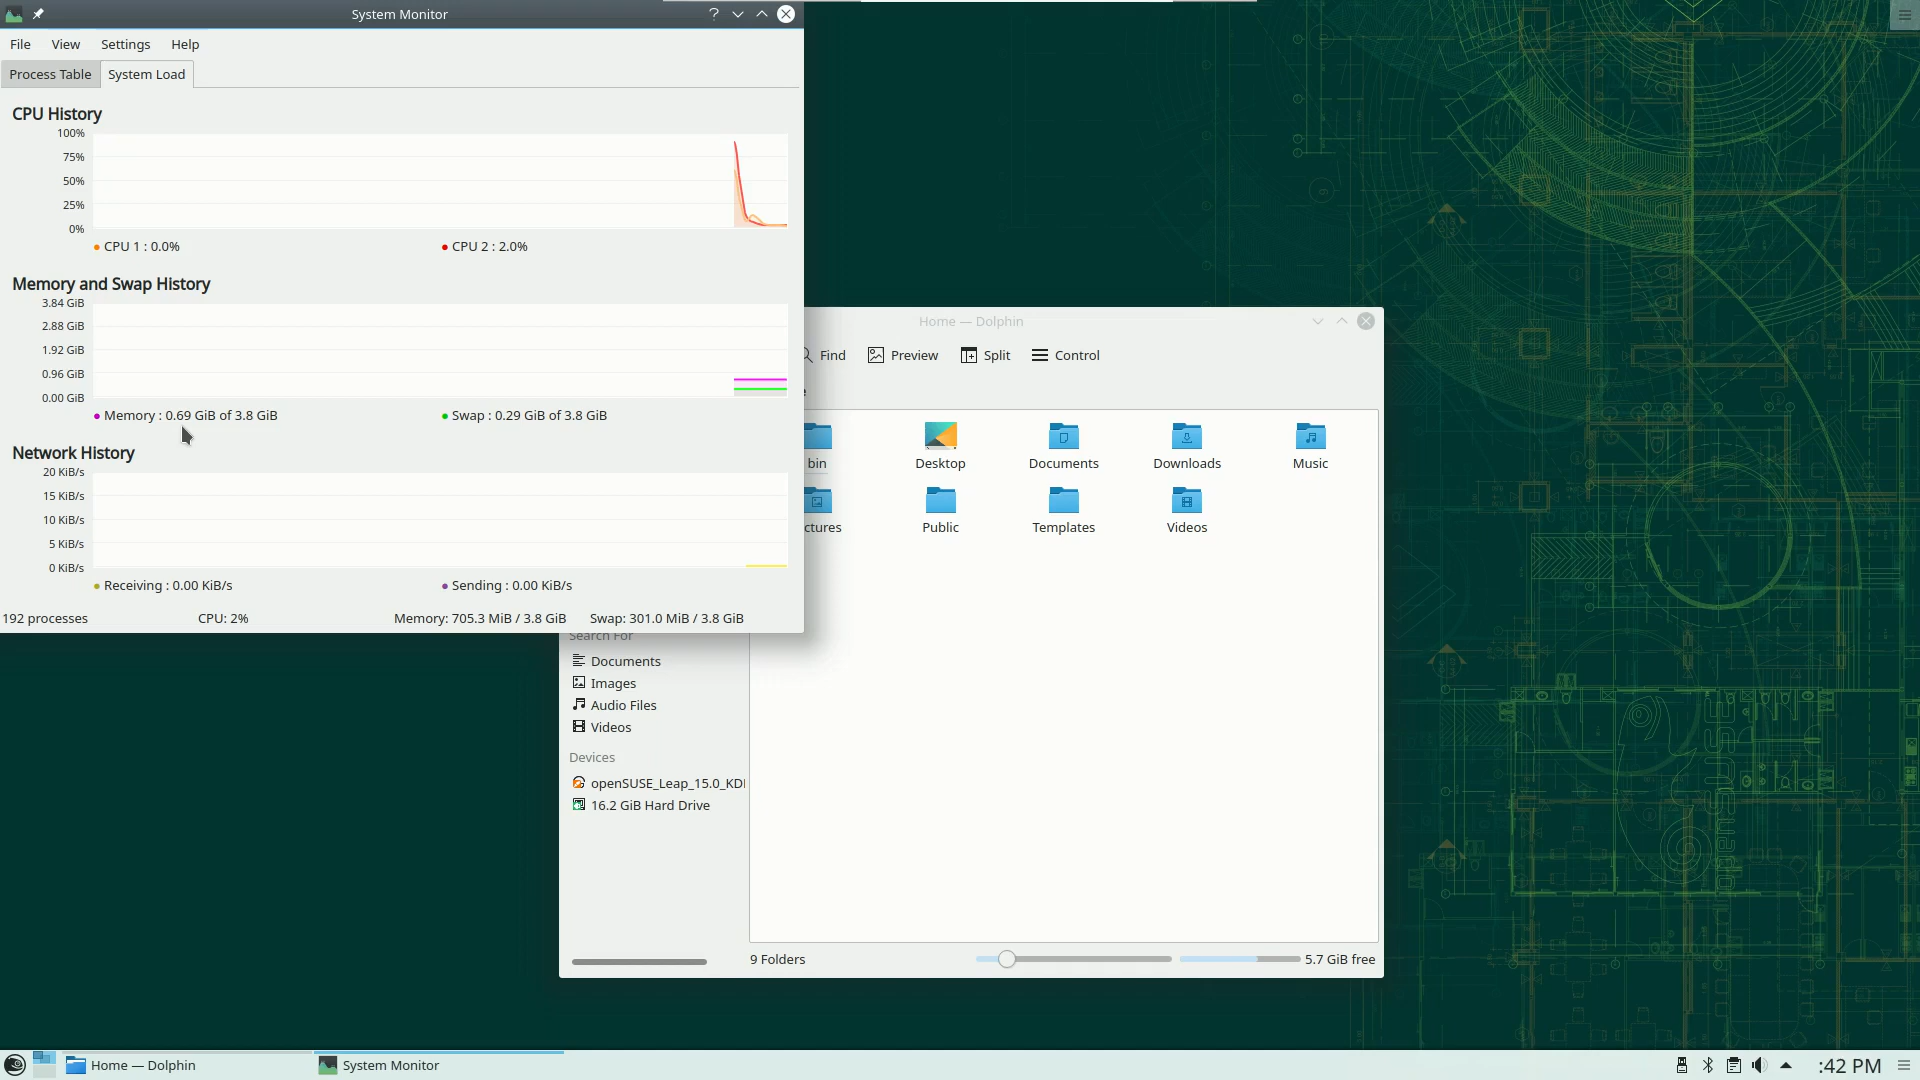 System Monitor
File View Settings Help
Process Table System Load
CPU History
100%
75%
50%
25%
0%
CPU 1 : 0.0% CPU 2 : 2.0%
Memory and Swap History
3.84 GiB
2.88 GiB
1.92 GiB
0.96 GiB
0.00 GiB
Memory : 0.69 GiB of 3.8 GiB Swap : 0.29 GiB of 3.8 GiB
Network History
20 KiB/s
15 KiB/s
10 KiB/s
5 KiB/s
0 KiB/s
Receiving : 0.00 KiB/s Sending : 0.00 KiB/s
192 processes CPU: 2% Memory: 705.3 MiB / 3.8 GiB Swap: 301.0 MiB / 3.8 GiB
Home — Dolphin
Find Preview Split Control
bin Desktop Documents Downloads Music
ctures Public Templates Videos
Search For
Documents
Images
Audio Files
Videos
Devices
openSUSE_Leap_15.0_KD
16.2 GiB Hard Drive
9 Folders 5.7 GiB free
openSUSE
Home — Dolphin System Monitor :42 PM